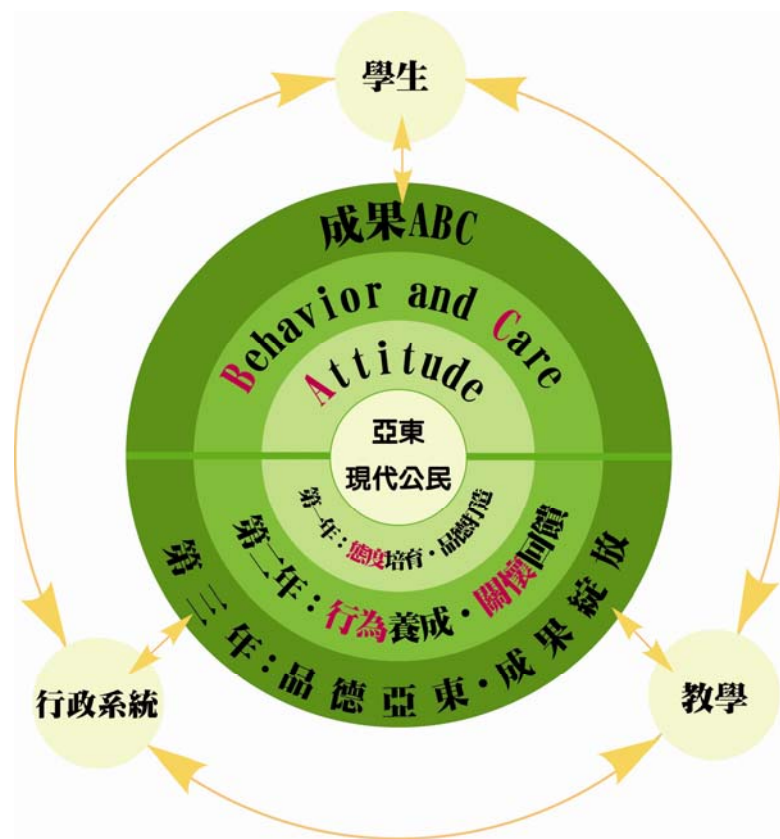 學生
成果ABC
Behavior and Care
Attitude
亞東
現代公民
第一年：態度培育・品德打造
第二年：行為養成・關懷回饋
第三年：品德亞東・成果綻放
行政系統
教學